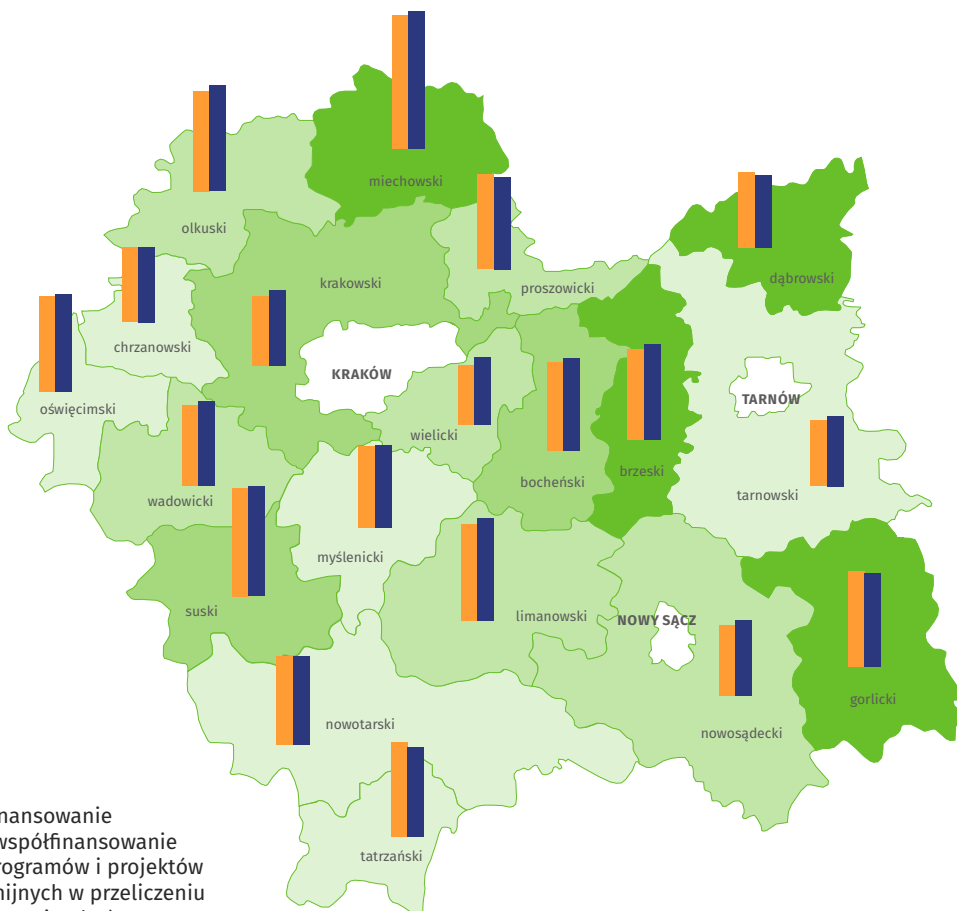 miechowski
olkuski
dąbrowski
krakowski
proszowicki
chrzanowski
KRAKÓW
TARNÓW
oświęcimski
wielicki
brzeski
bocheński
wadowicki
tarnowski
myślenicki
suski
limanowski
NOWY SĄCZ
gorlicki
nowotarski
nowosądecki
nansowanie
współfinansowanie
rogramów i projektów
tatrzański
nijnych w przeliczeniu